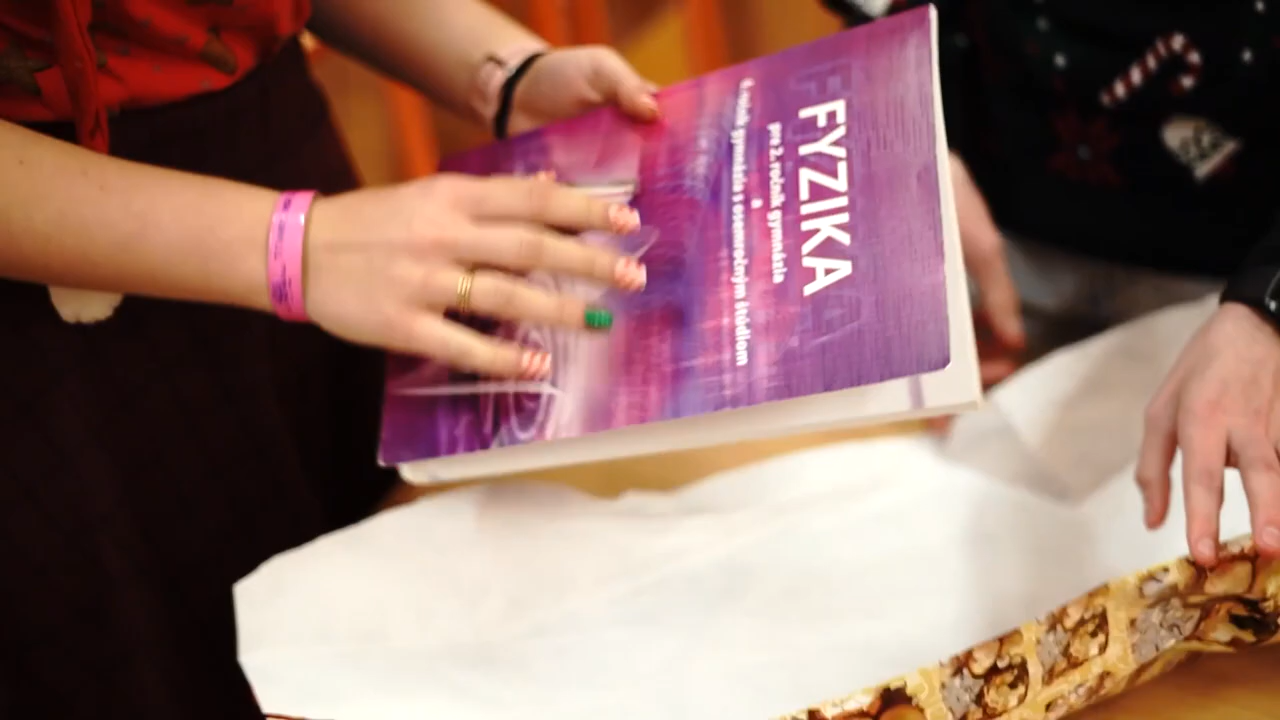 FYZIKA
pre 2. ročník gymnázia
a
6. ročník gymnázia s osemročným štúdiom